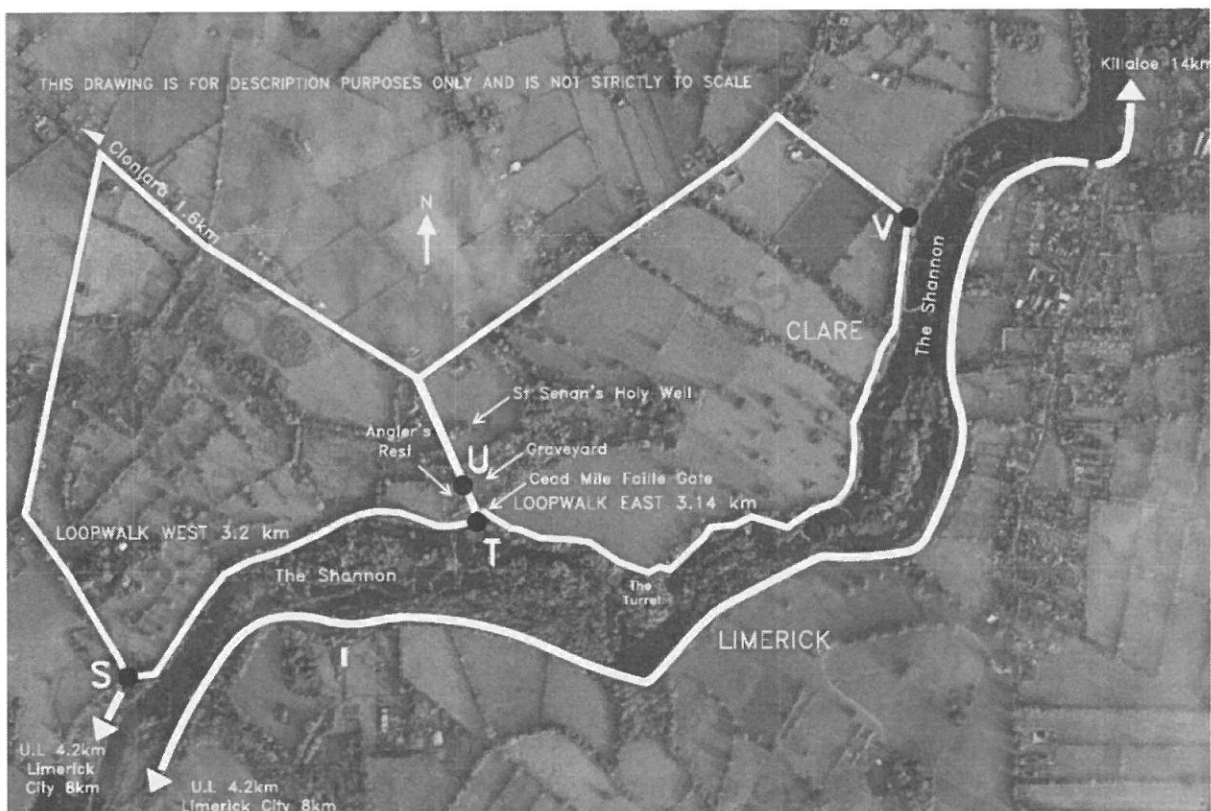 Killaloe 14km
THIS DRAWING IS FOR DESCRIPTION PURPOSES ONLY AND IS NOT STRICTLY TO SCALE
Clonlara 1.6km
N
V
The Shannon
CLARE
St Senan's Holy Well
Angler's
Rest
U
Graveyard
Cead Mile Failte Gate
LOOPWALK EAST 3.14 km
LOOPWALK WEST 3.2 km
T
The Shannon
The
Turret
LIMERICK
S
U.L 4.2km
Limerick
City 8km
U.L 4.2km
Limerick City 8km